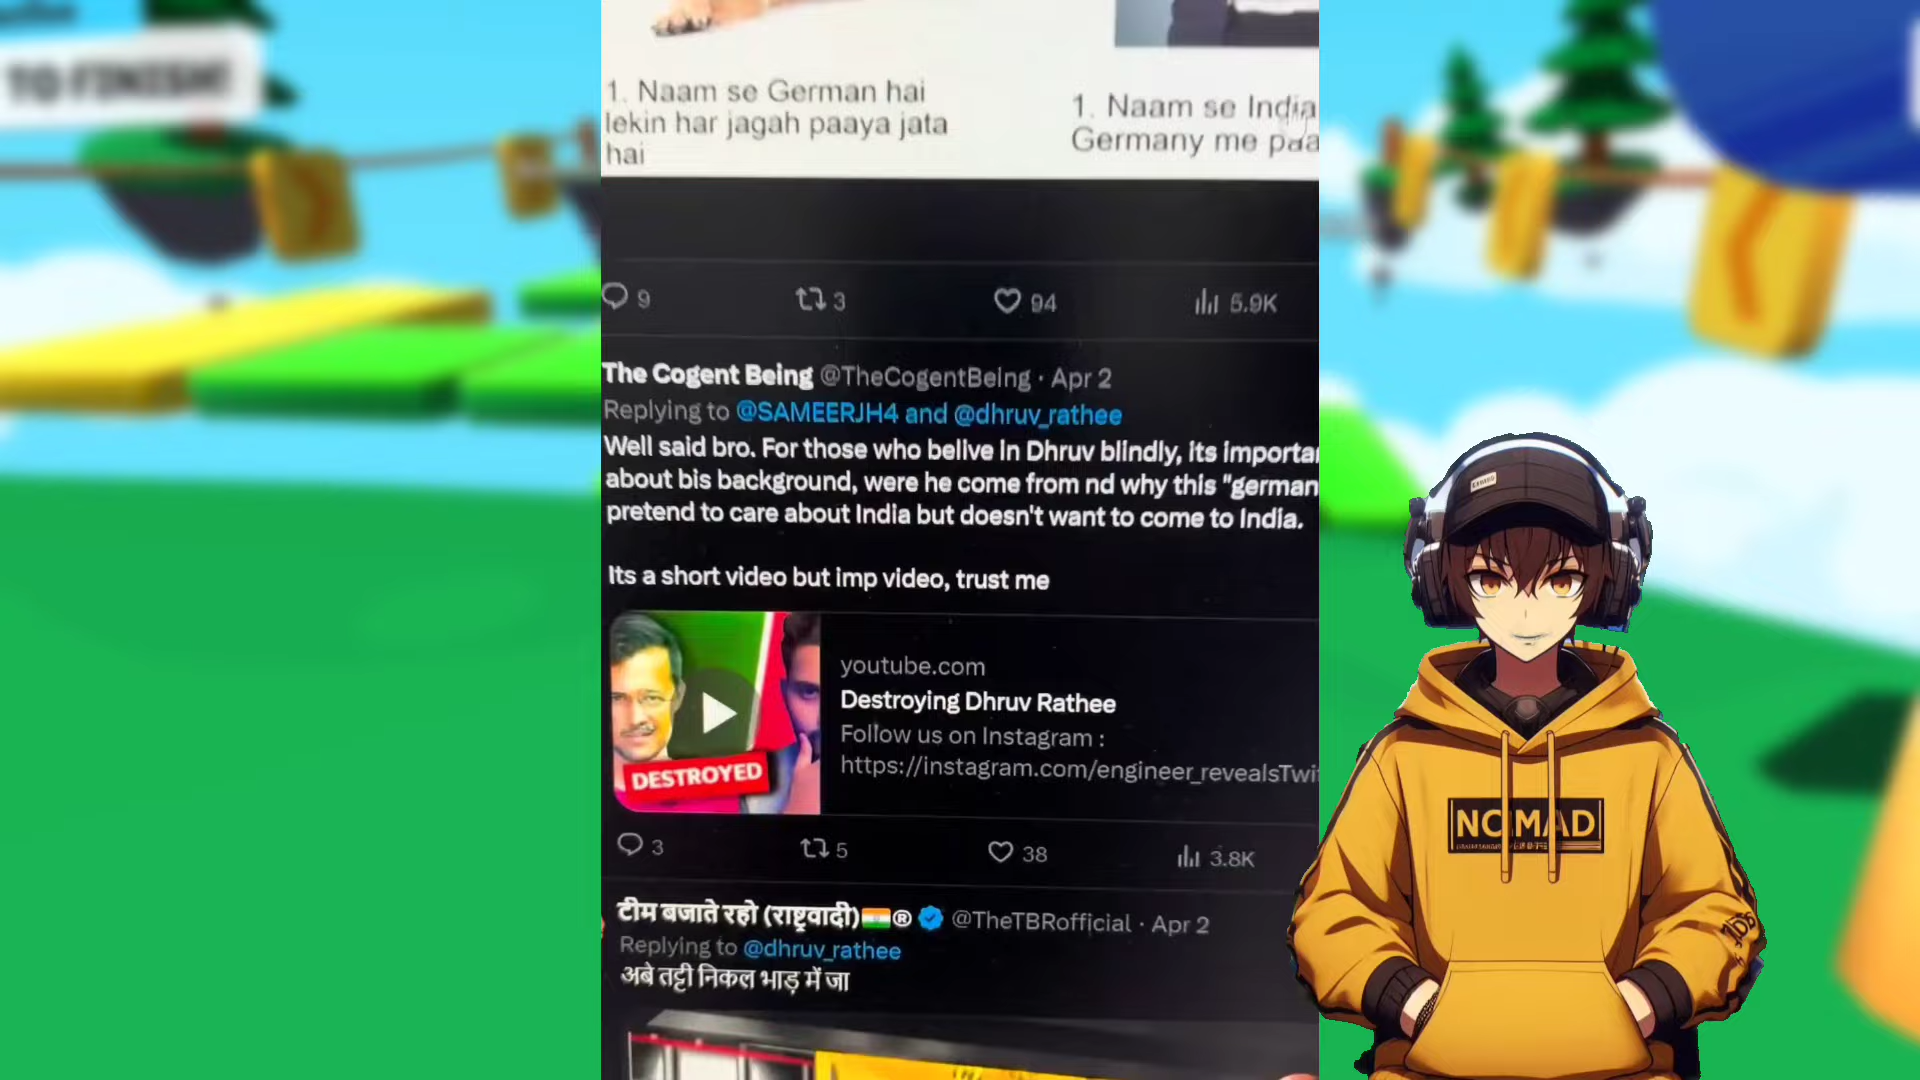 TO FINISH!
1. Naam se German hai
lekin har jagah paaya jata
hai
1. Naam se India
Germany me paa
9 3 94 5.9K
The Cogent Being @TheCogentBeing · Apr 2
Replying to @SAMEERJH4 and @dhruv_rathee
Well said bro. For those who belive in Dhruv blindly, its importa
about bis background, were he come from nd why this "german
pretend to care about India but doesn't want to come to India.
Its a short video but imp video, trust me
DESTROYED
youtube.com
Destroying Dhruv Rathee
Follow us on Instagram :
https://instagram.com/engineer_revealsTwi
3 5 38 3.8K
टीम बजाते रहो (राष्ट्रवादी)🇮🇳® @TheTBRofficial · Apr 2
Replying to @dhruv_rathee
अबे तट्टी निकल भाड़ में जा
NOMAD